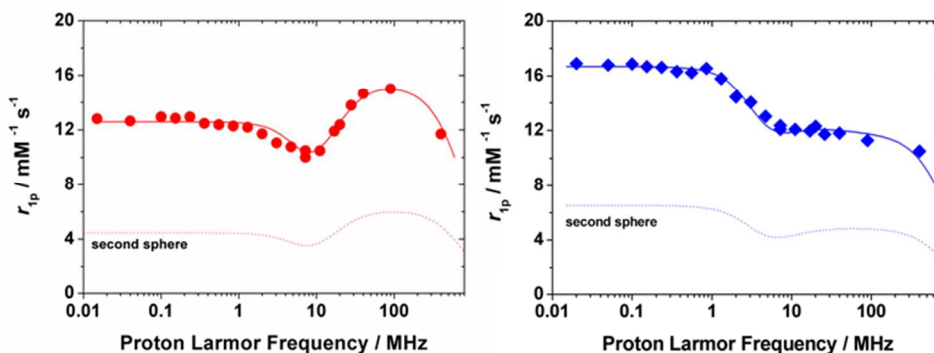 20
16
12
8
4
0
r1p / mM⁻¹ s⁻¹
second sphere
0.01 0.1 1 10 100
Proton Larmor Frequency / MHz
20
16
12
8
4
0
r1p / mM⁻¹ s⁻¹
second sphere
0.01 0.1 1 10 100
Proton Larmor Frequency / MHz